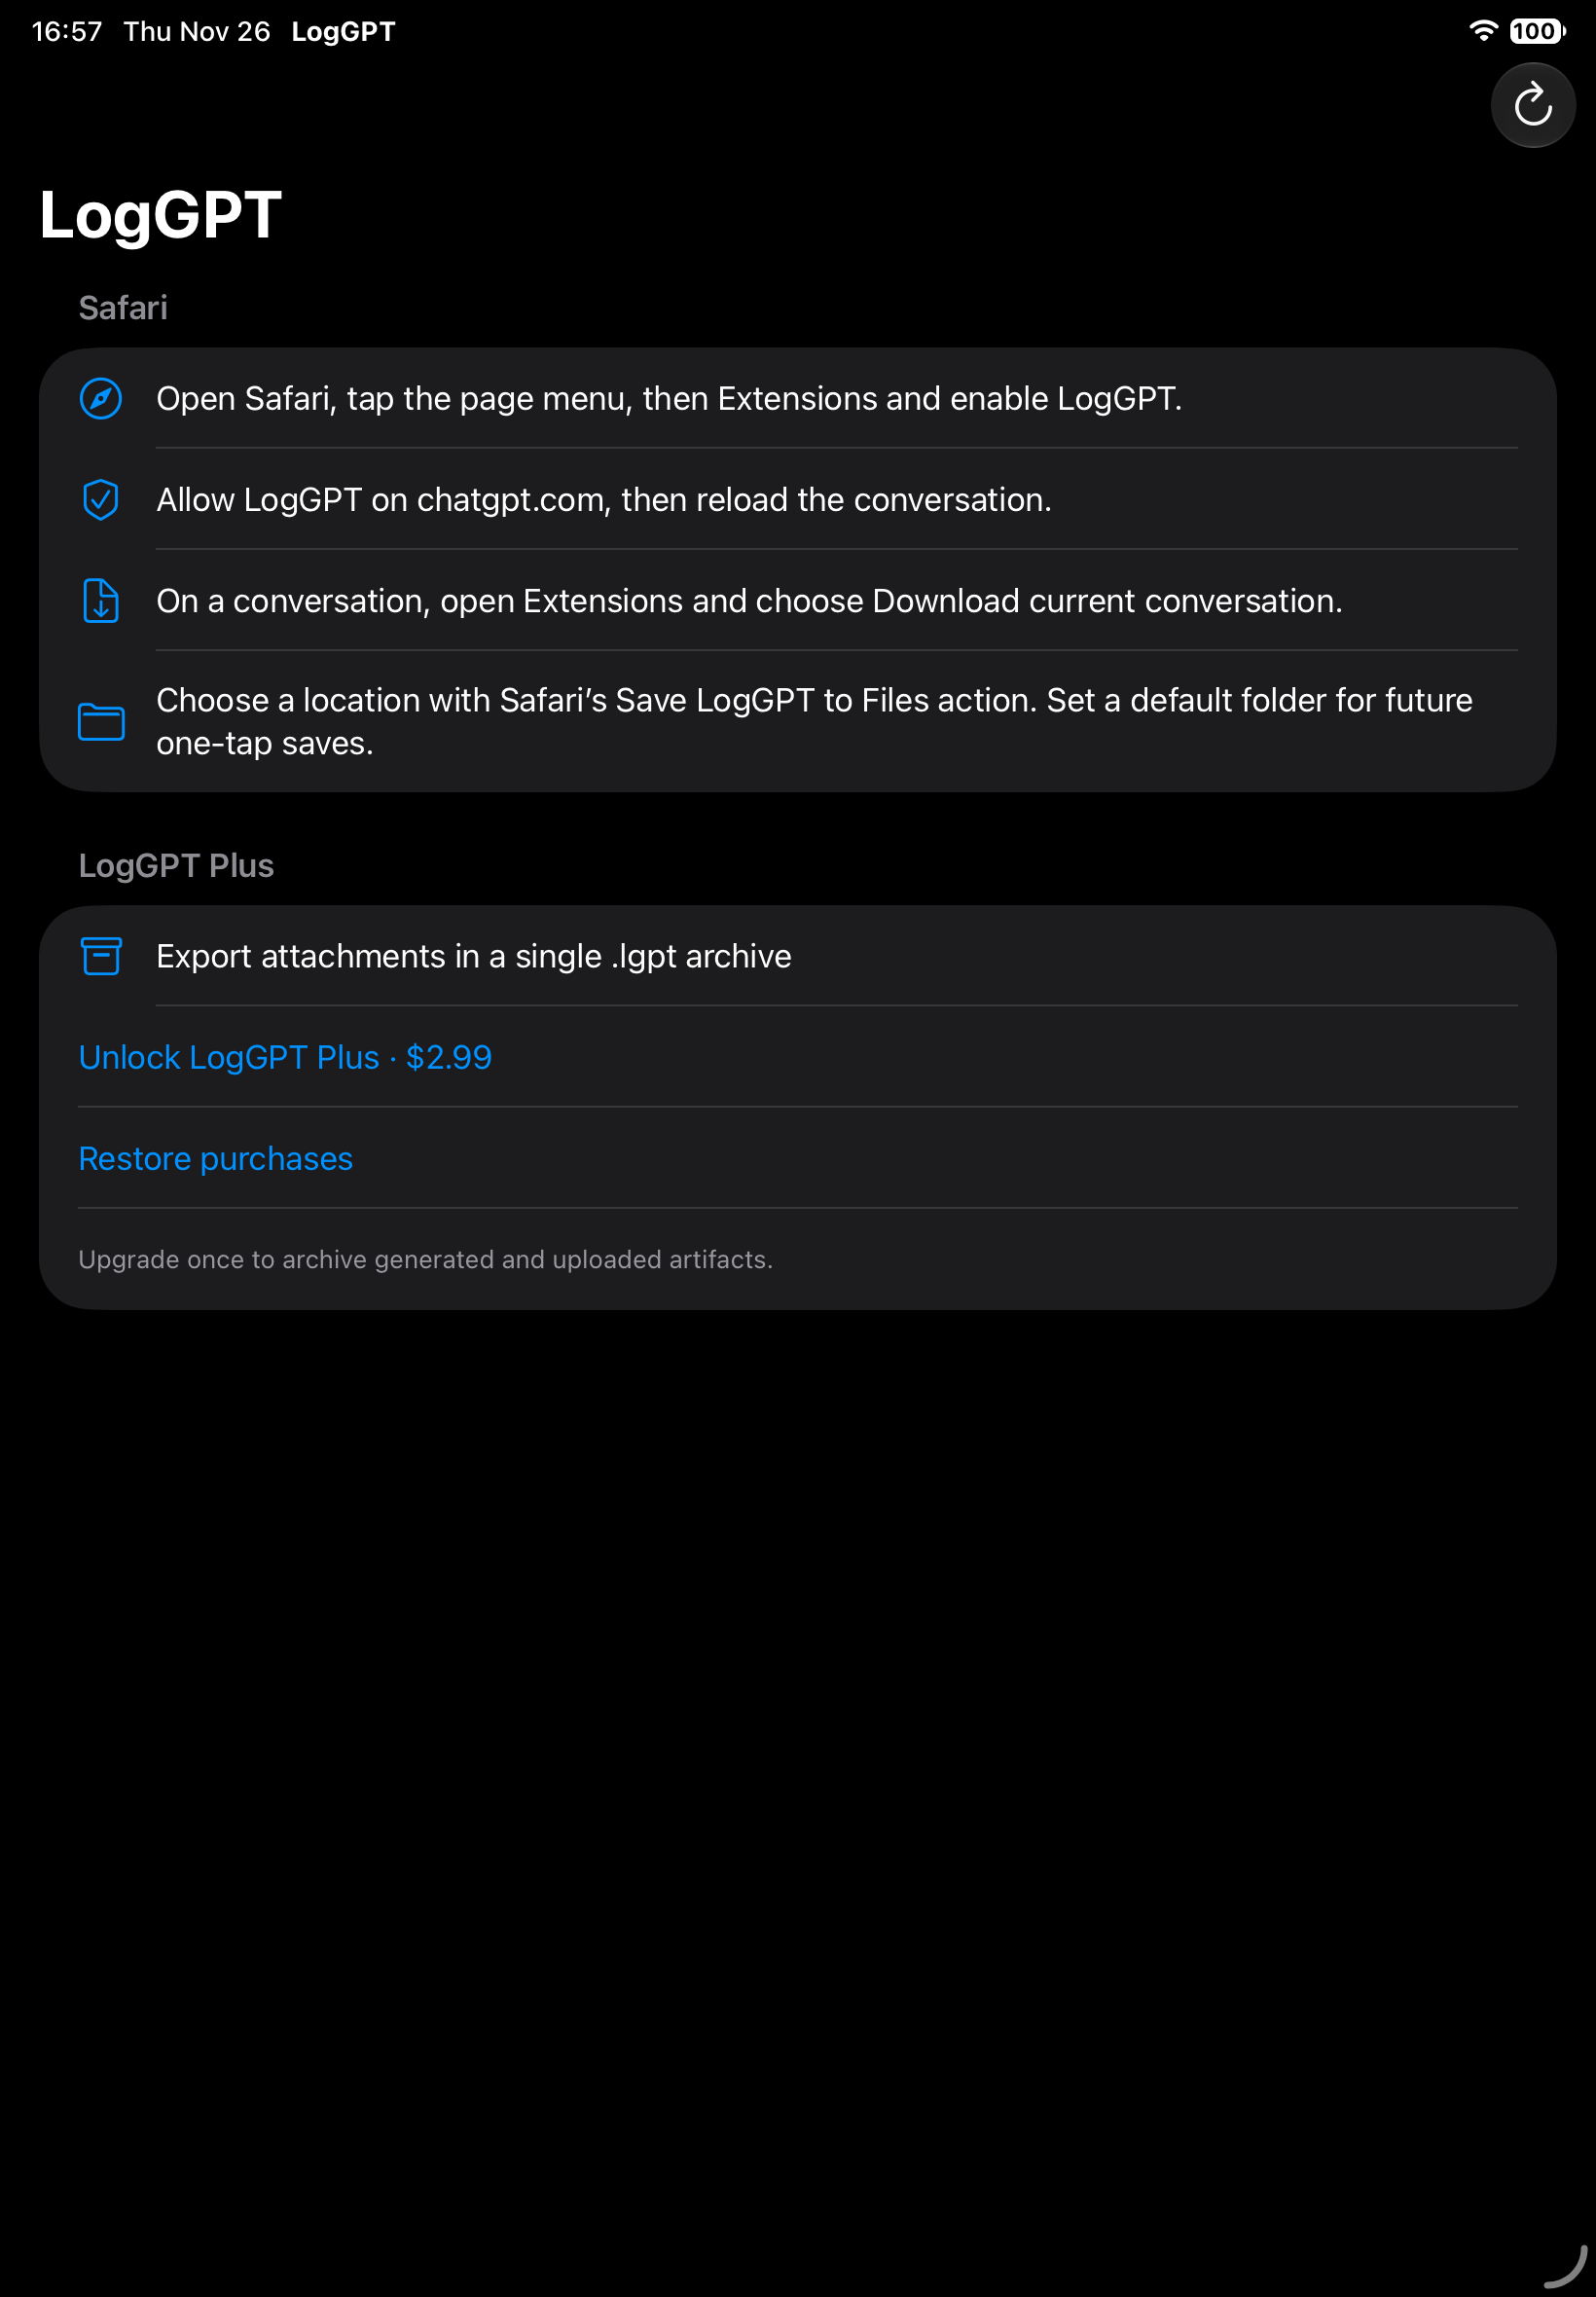 16:57 Thu Nov 26 LogGPT
100
LogGPT
Safari
Open Safari, tap the page menu, then Extensions and enable LogGPT.
Allow LogGPT on chatgpt.com, then reload the conversation.
On a conversation, open Extensions and choose Download current conversation.
Choose a location with Safari’s Save LogGPT to Files action. Set a default folder for future
one-tap saves.
LogGPT Plus
Export attachments in a single .lgpt archive
Unlock LogGPT Plus · $2.99
Restore purchases
Upgrade once to archive generated and uploaded artifacts.